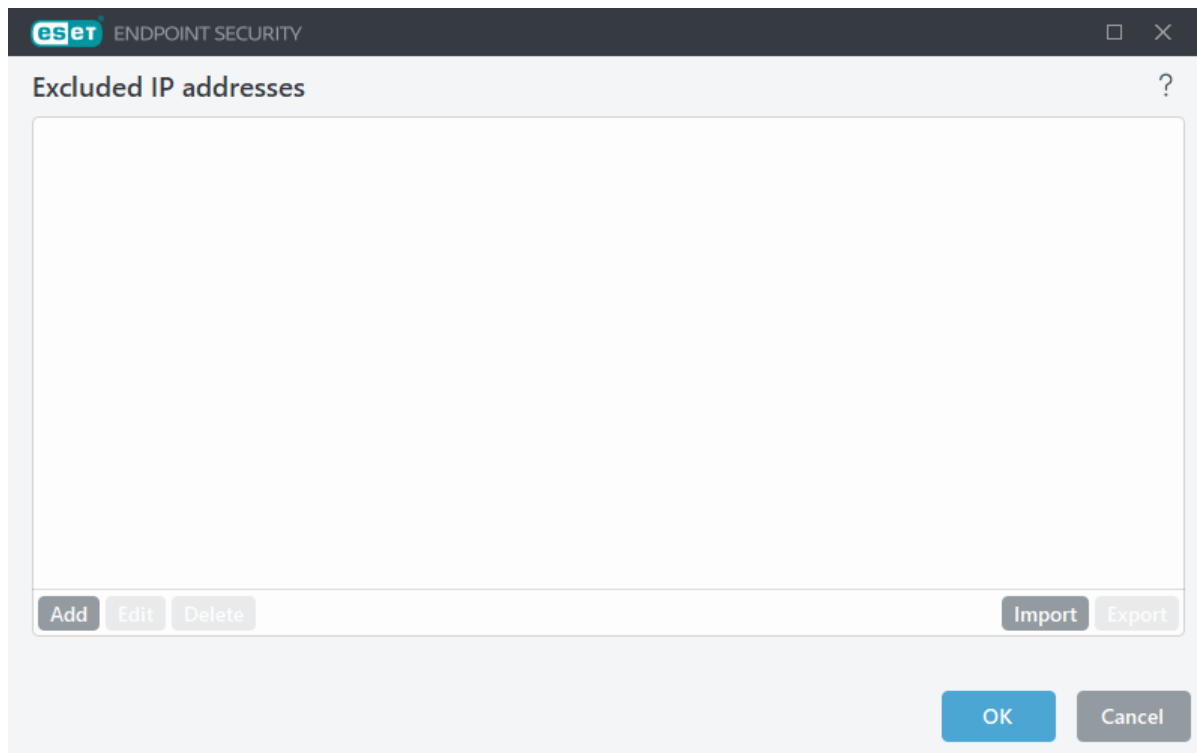 eseT ENDPOINT SECURITY
Excluded IP addresses
?
Add Edit Delete Import Export
OK Cancel